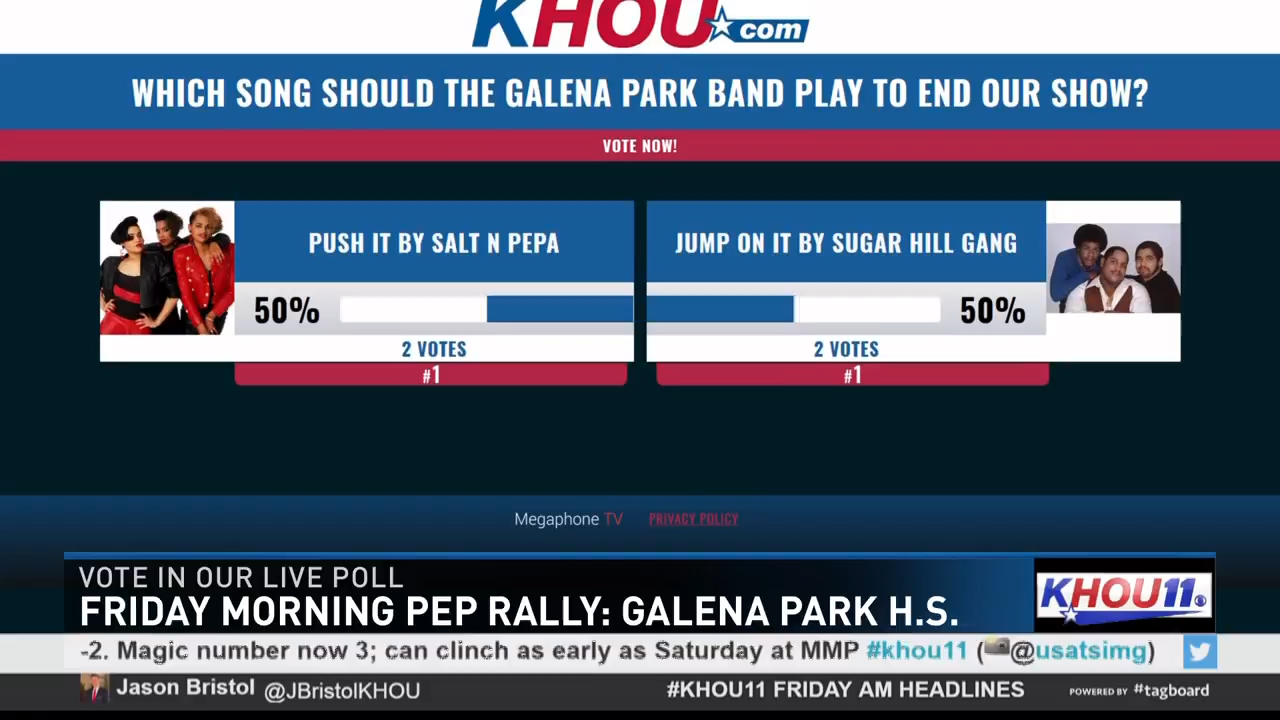 KHOU.com
WHICH SONG SHOULD THE GALENA PARK BAND PLAY TO END OUR SHOW?
VOTE NOW!
PUSH IT BY SALT N PEPA
50%
2 VOTES
#1
JUMP ON IT BY SUGAR HILL GANG
50%
2 VOTES
#1
Megaphone TV PRIVACY POLICY
VOTE IN OUR LIVE POLL
FRIDAY MORNING PEP RALLY: GALENA PARK H.S.
KHOU11
-2. Magic number now 3; can clinch as early as Saturday at MMP #khou11 (📷@usatsimg)
Jason Bristol @JBristolKHOU #KHOU11 FRIDAY AM HEADLINES POWERED BY #tagboard